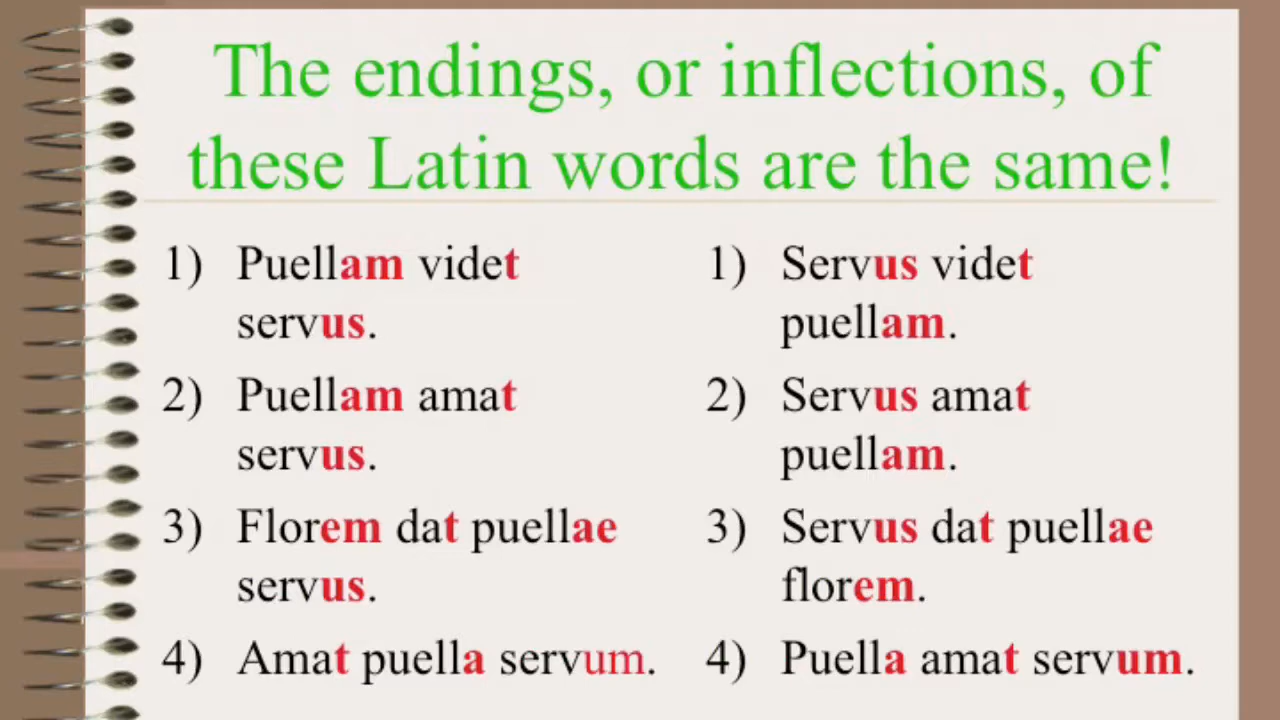 The endings, or inflections, of
these Latin words are the same!
1) Puellam videt
servus.
2) Puellam amat
servus.
3) Florem dat puellae
servus.
4) Amat puella servum.
1) Servus videt
puellam.
2) Servus amat
puellam.
3) Servus dat puellae
florem.
4) Puella amat servum.